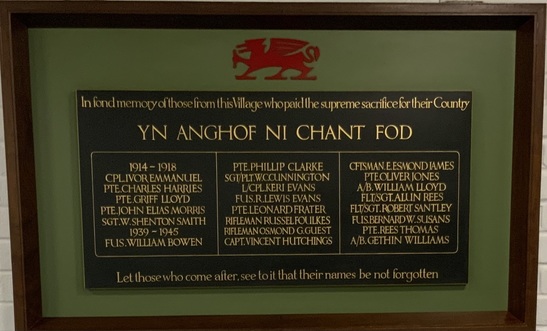 In fond memory of those from this Village who paid the supreme sacrifice for their Country
YN ANGHOF NI CHANT FOD
1914 - 1918
CPL. IVOR EMMANUEL
PTE. CHARLES HARRIES
PTE. GRIFF LLOYD
PTE. JOHN ELIAS MORRIS
SGT. W. SHENTON SMITH
1939 - 1945
FUS. WILLIAM BOWEN
PTE. PHILLIP CLARKE
SGT/PLT. W.C. CUNNINGTON
L/CPL. KERI EVANS
FUS. R. LEWIS EVANS
PTE. LEONARD FRATER
RIFLEMAN RUSSEL FOULKES
RIFLEMAN OSMOND G. GUEST
CAPT. VINCENT HUTCHINGS
CFTSMAN. E. ESMOND JAMES
PTE. OLIVER JONES
A/B. WILLIAM LLOYD
FLT/SGT. ALLIN REES
FLT/SGT. ROBERT SANTLEY
FUS. BERNARD W. SUSANS
PTE. REES THOMAS
A/B. GETHIN WILLIAMS
Let those who come after, see to it that their names be not forgotten